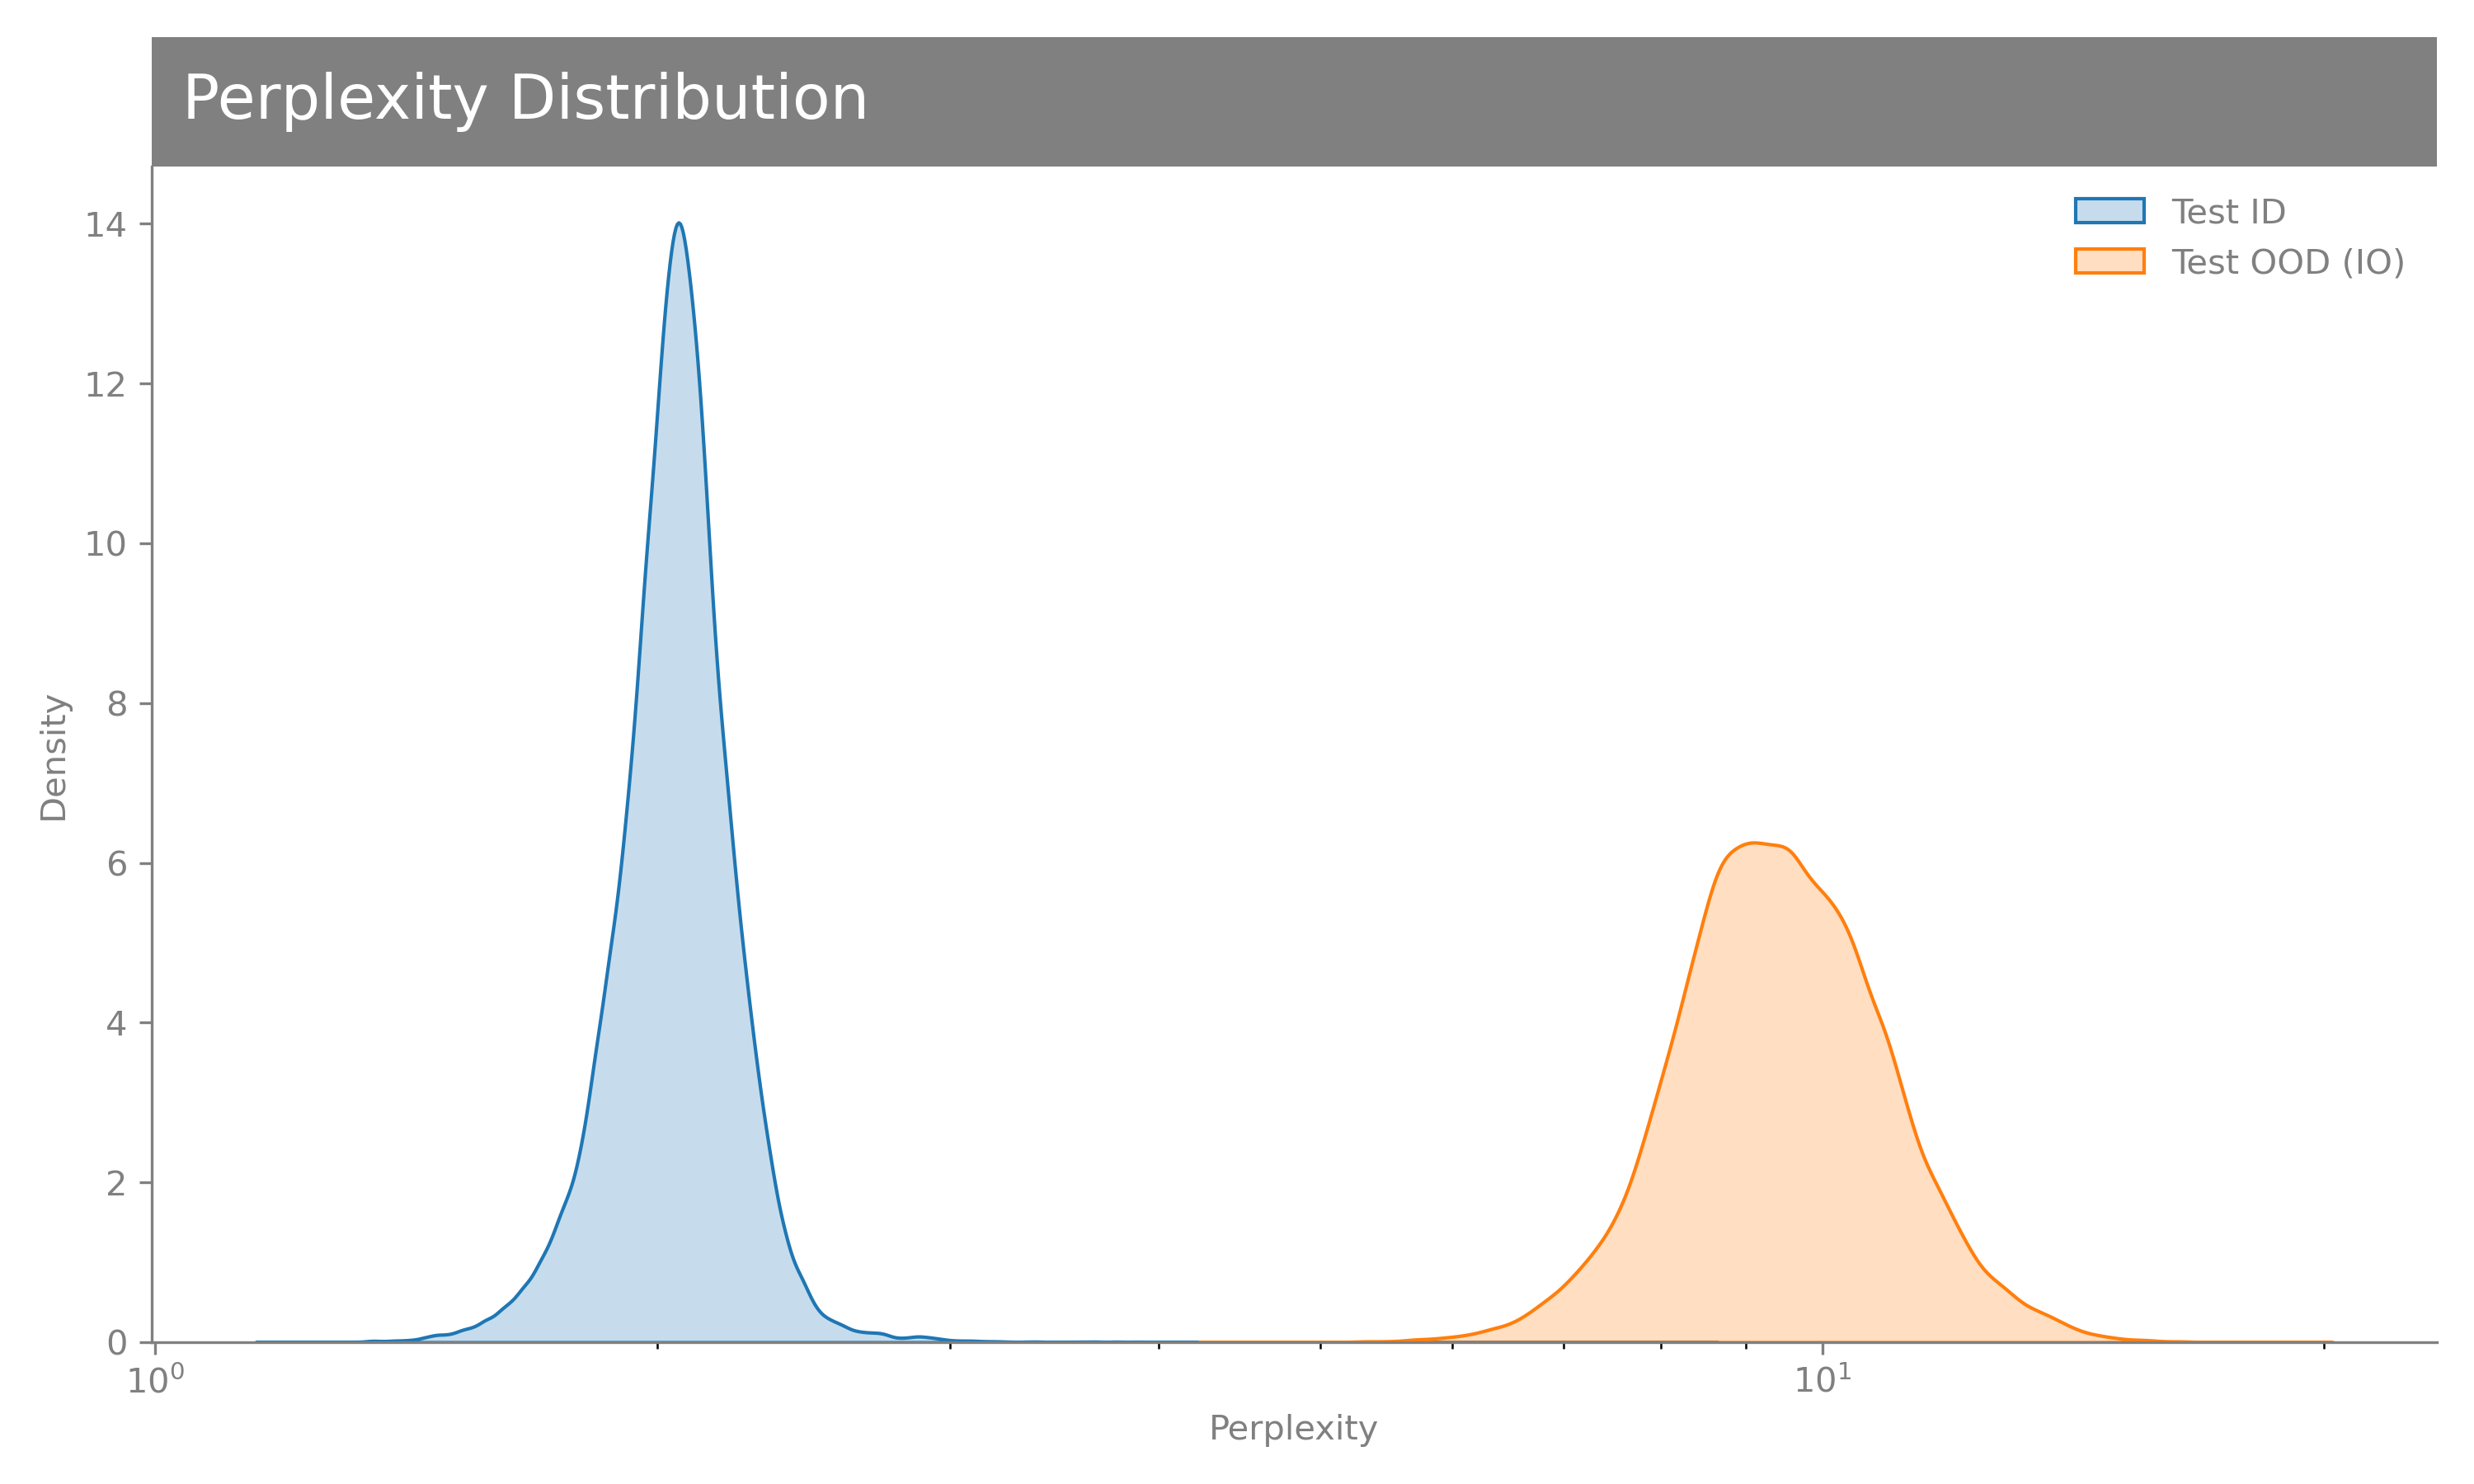 Perplexity Distribution
Test ID
Test OOD (IO)
14
12
10
8
6
4
2
0
Density
10⁰
10¹
Perplexity